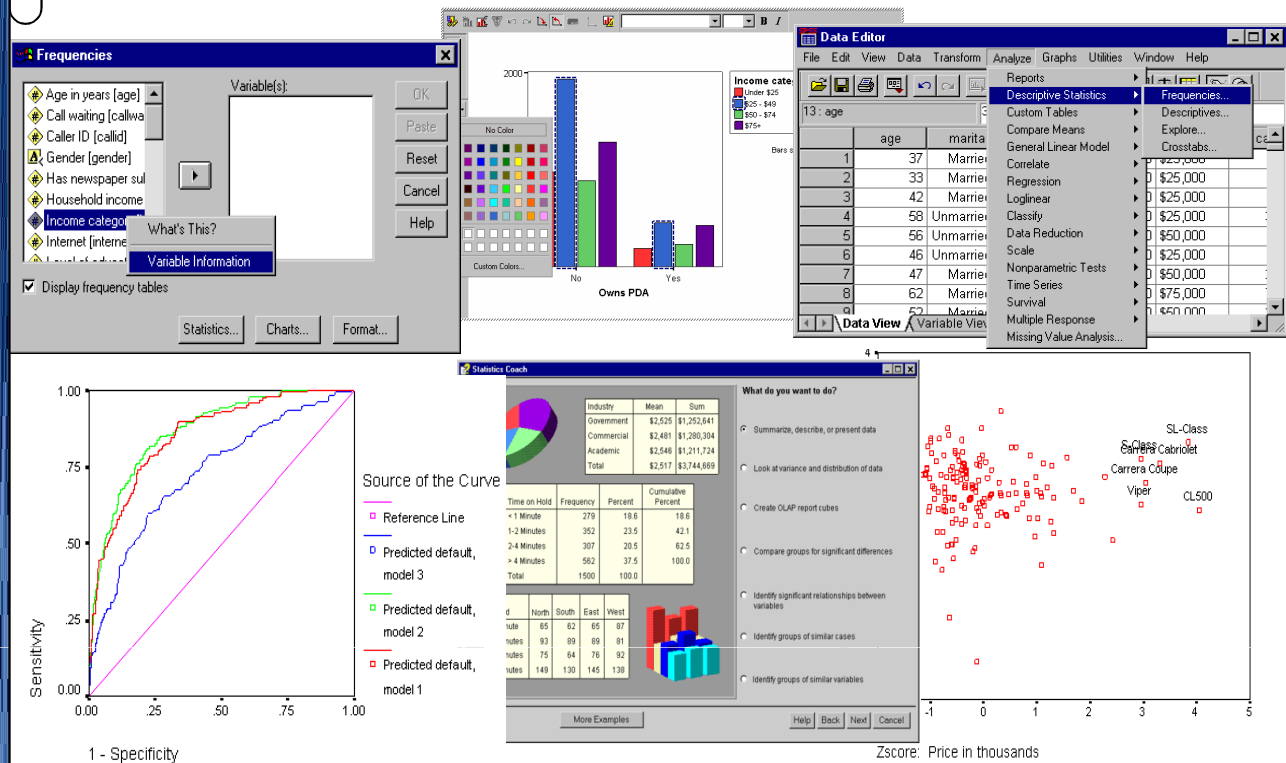 Frequencies
Age in years [age]
Call waiting [callwa
Caller ID [callid]
Gender [gender]
Has newspaper sul
Household income
Income categor
Internet [interne
Variable(s):
OK
Paste
Reset
Cancel
Help
What's This?
Variable Information
Display frequency tables
Statistics...
Charts...
Format...
B I
2000
Income categ
Under $25
$25 - $49
$50 - $74
$75+
Bars s
No Color
Custom Colors...
No
Yes
Owns PDA
Data Editor
File Edit View Data Transform Analyze Graphs Utilities Window Help
13 : age
age
marita
1 37 Marrie
2 33 Marrie
3 42 Marrie
4 58 Unmarrie
5 56 Unmarrie
6 46 Unmarrie
7 47 Marrie
8 62 Marrie
9 52 Marrie
Reports
Descriptive Statistics
Custom Tables
Compare Means
General Linear Model
Correlate
Regression
Loglinear
Classify
Data Reduction
Scale
Nonparametric Tests
Time Series
Survival
Multiple Response
Missing Value Analysis...
Frequencies...
Descriptives...
Explore...
Crosstabs...
$25,000
$25,000
$25,000
$25,000
$50,000
$25,000
$50,000
$75,000
$50,000
Data View
Variable View
1.00
.75
.50
.25
0.00
Sensitivity
0.00 .25 .50 .75 1.00
1 - Specificity
Source of the Curve
Reference Line
Predicted default,
model 3
Predicted default,
model 2
Predicted default,
model 1
Statistics Coach
Industry Mean Sum
Government $2,525 $1,252,641
Commercial $2,481 $1,280,304
Academic $2,546 $1,211,724
Total $2,517 $3,744,669
Time on Hold Frequency Percent Cumulative Percent
< 1 Minute 279 18.6 18.6
1-2 Minutes 352 23.5 42.1
2-4 Minutes 307 20.5 62.5
> 4 Minutes 562 37.5 100.0
Total 1500 100.0
d North South East West
nute 65 62 65 87
nutes 93 89 89 81
nutes 75 64 76 92
nutes 149 130 145 138
What do you want to do?
Summarize, describe, or present data
Look at variance and distribution of data
Create OLAP report cubes
Compare groups for significant differences
Identify significant relationships between
variables
Identify groups of similar cases
Identify groups of similar variables
More Examples
Help
Back
Next
Cancel
4
SL-Class
S-Class
Carrera Cabriolet
Carrera Coupe
Viper
CL500
-1 0 1 2 3 4 5
Zscore: Price in thousands